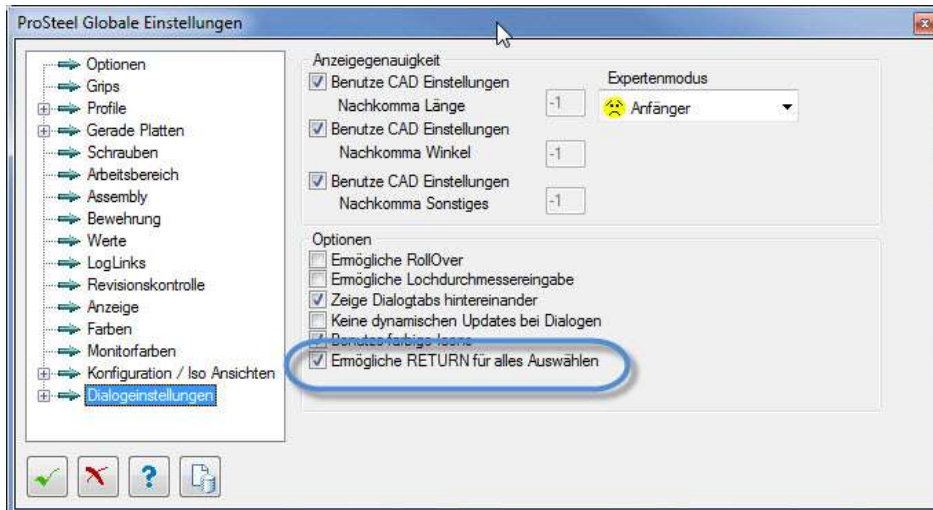 ProSteel Globale Einstellungen
Optionen
Grips
Profile
Gerade Platten
Schrauben
Arbeitsbereich
Assembly
Bewehrung
Werte
LogLinks
Revisionskontrolle
Anzeige
Farben
Monitorfarben
Konfiguration / Iso Ansichten
Dialogeinstellungen
Anzeigegenauigkeit
Benutze CAD Einstellungen
Nachkomma Länge -1
Benutze CAD Einstellungen
Nachkomma Winkel -1
Benutze CAD Einstellungen
Nachkomma Sonstiges -1
Expertenmodus
Anfänger
Optionen
Ermögliche RollOver
Ermögliche Lochdurchmessereingabe
Zeige Dialogtabs hintereinander
Keine dynamischen Updates bei Dialogen
Benutze farbige Icons
Ermögliche RETURN für alles Auswählen